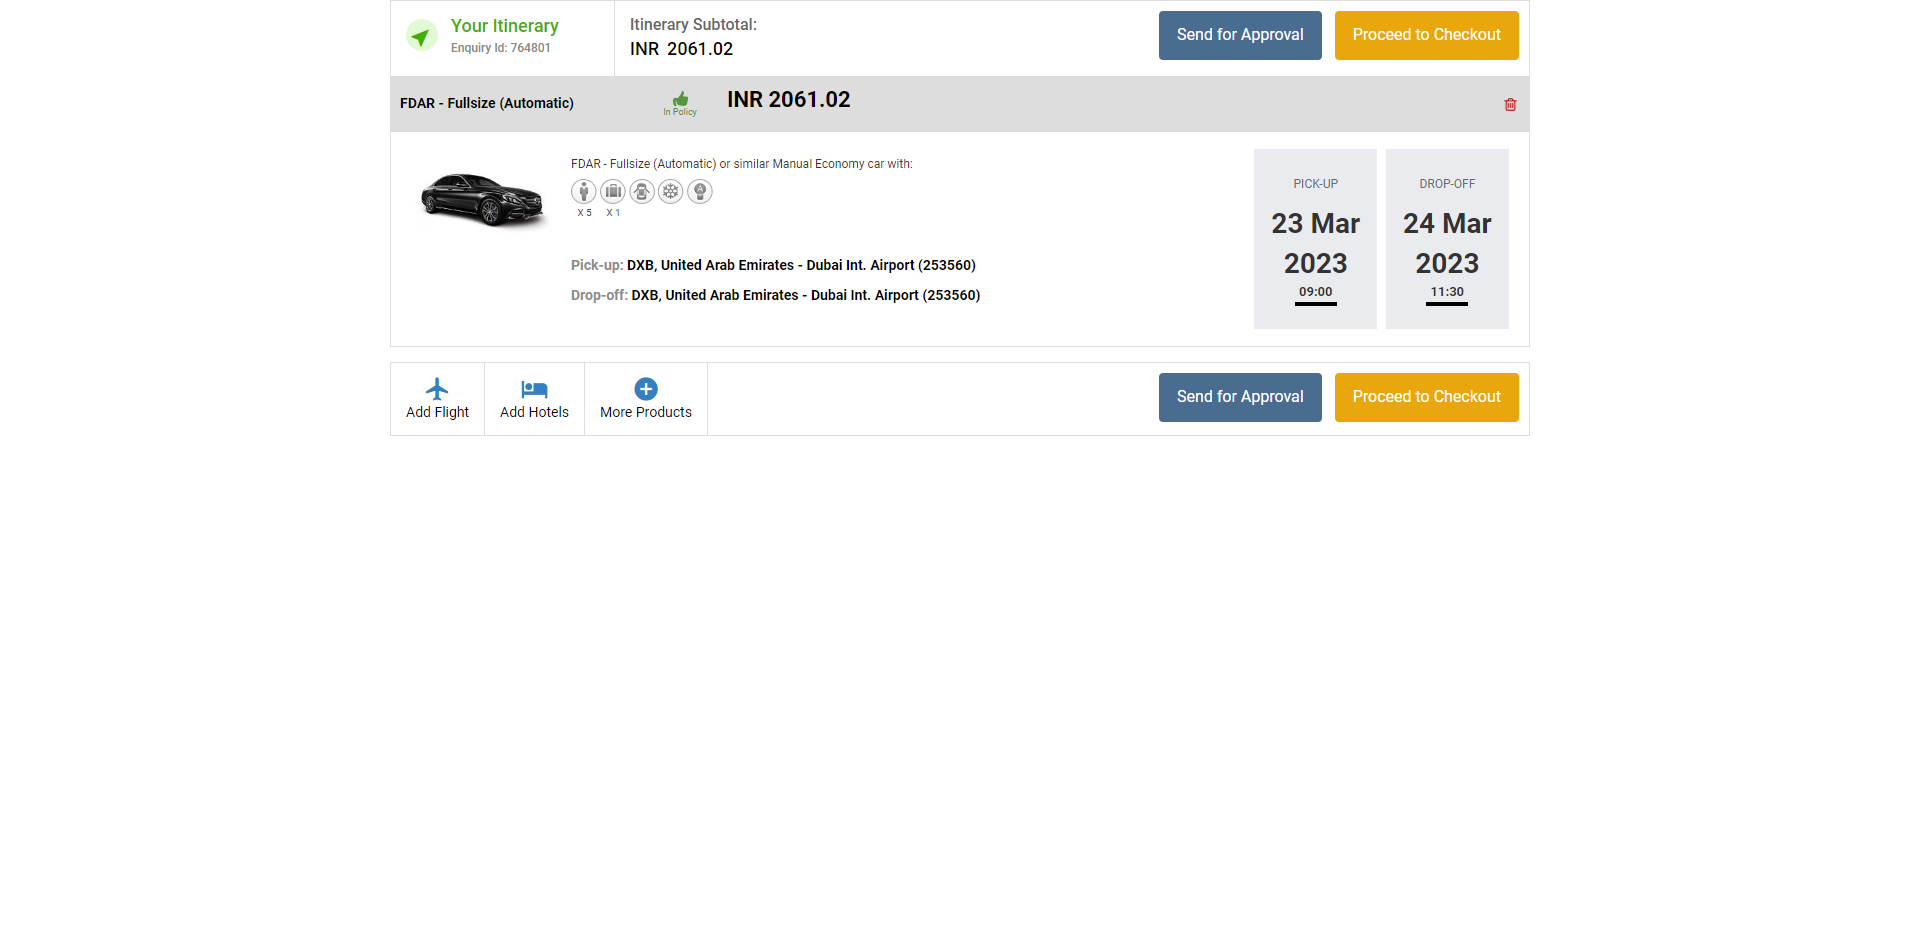 Your Itinerary
Enquiry Id: 764801
Itinerary Subtotal:
INR 2061.02
Send for Approval
Proceed to Checkout
FDAR - Fullsize (Automatic)
In Policy
INR 2061.02
FDAR - Fullsize (Automatic) or similar Manual Economy car with:
A
X 5
X 1
Pick-up: DXB, United Arab Emirates - Dubai Int. Airport (253560)
Drop-off: DXB, United Arab Emirates - Dubai Int. Airport (253560)
PICK-UP
23 Mar
2023
09:00
DROP-OFF
24 Mar
2023
11:30
Add Flight
Add Hotels
More Products
Send for Approval
Proceed to Checkout